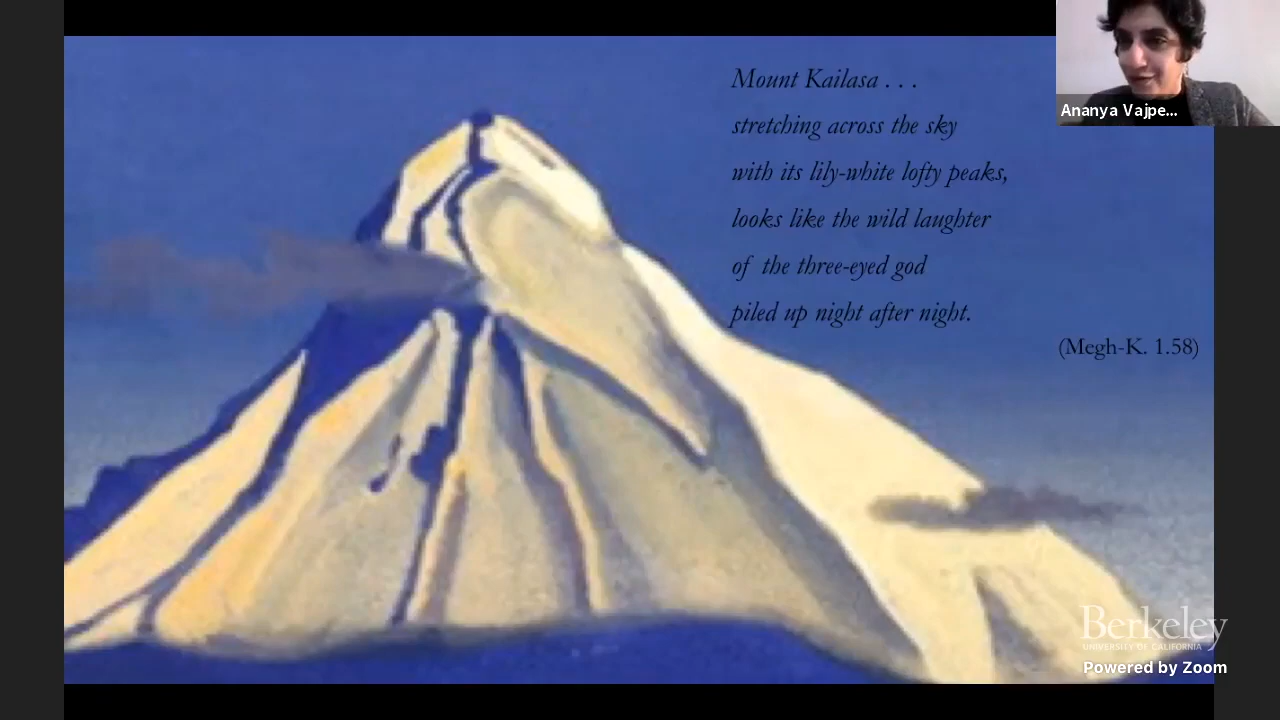 Mount Kailasa . . .
stretching across the sky
with its lily-white lofty peaks,
looks like the wild laughter
of the three-eyed god
piled up night after night.
(Megh-K. 1.58)
Ananya Vajpe...
Berkeley
UNIVERSITY OF CALIFORNIA
Powered by Zoom